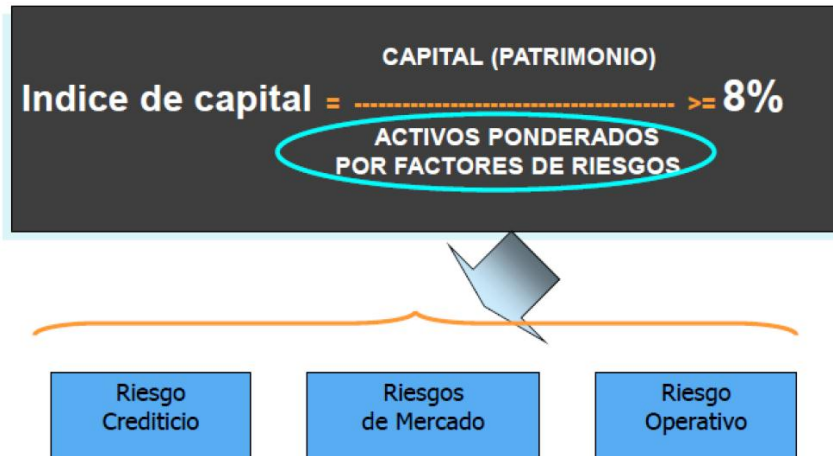 CAPITAL (PATRIMONIO)
Indice de capital = ---------------------------------------- >= 8%
ACTIVOS PONDERADOS
POR FACTORES DE RIESGOS
Riesgo
Crediticio
Riesgos
de Mercado
Riesgo
Operativo